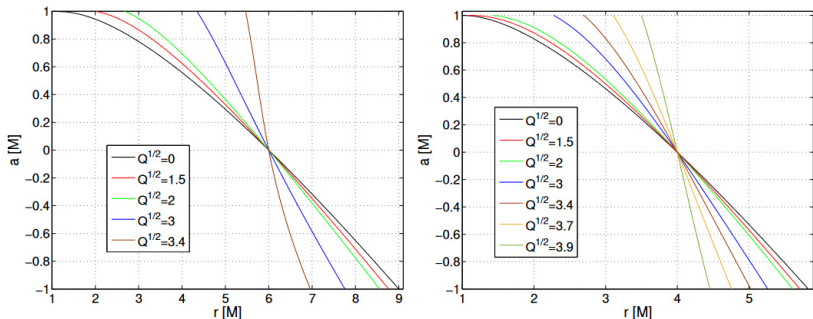 1
0.8
0.6
0.4
0.2
0
-0.2
-0.4
-0.6
-0.8
-1
a [M]
1 2 3 4 5 6 7 8 9
r [M]
Q^1/2=0
Q^1/2=1.5
Q^1/2=2
Q^1/2=3
Q^1/2=3.4
1
0.8
0.6
0.4
0.2
0
-0.2
-0.4
-0.6
-0.8
-1
a [M]
1 2 3 4 5
r [M]
Q^1/2=0
Q^1/2=1.5
Q^1/2=2
Q^1/2=3
Q^1/2=3.4
Q^1/2=3.7
Q^1/2=3.9